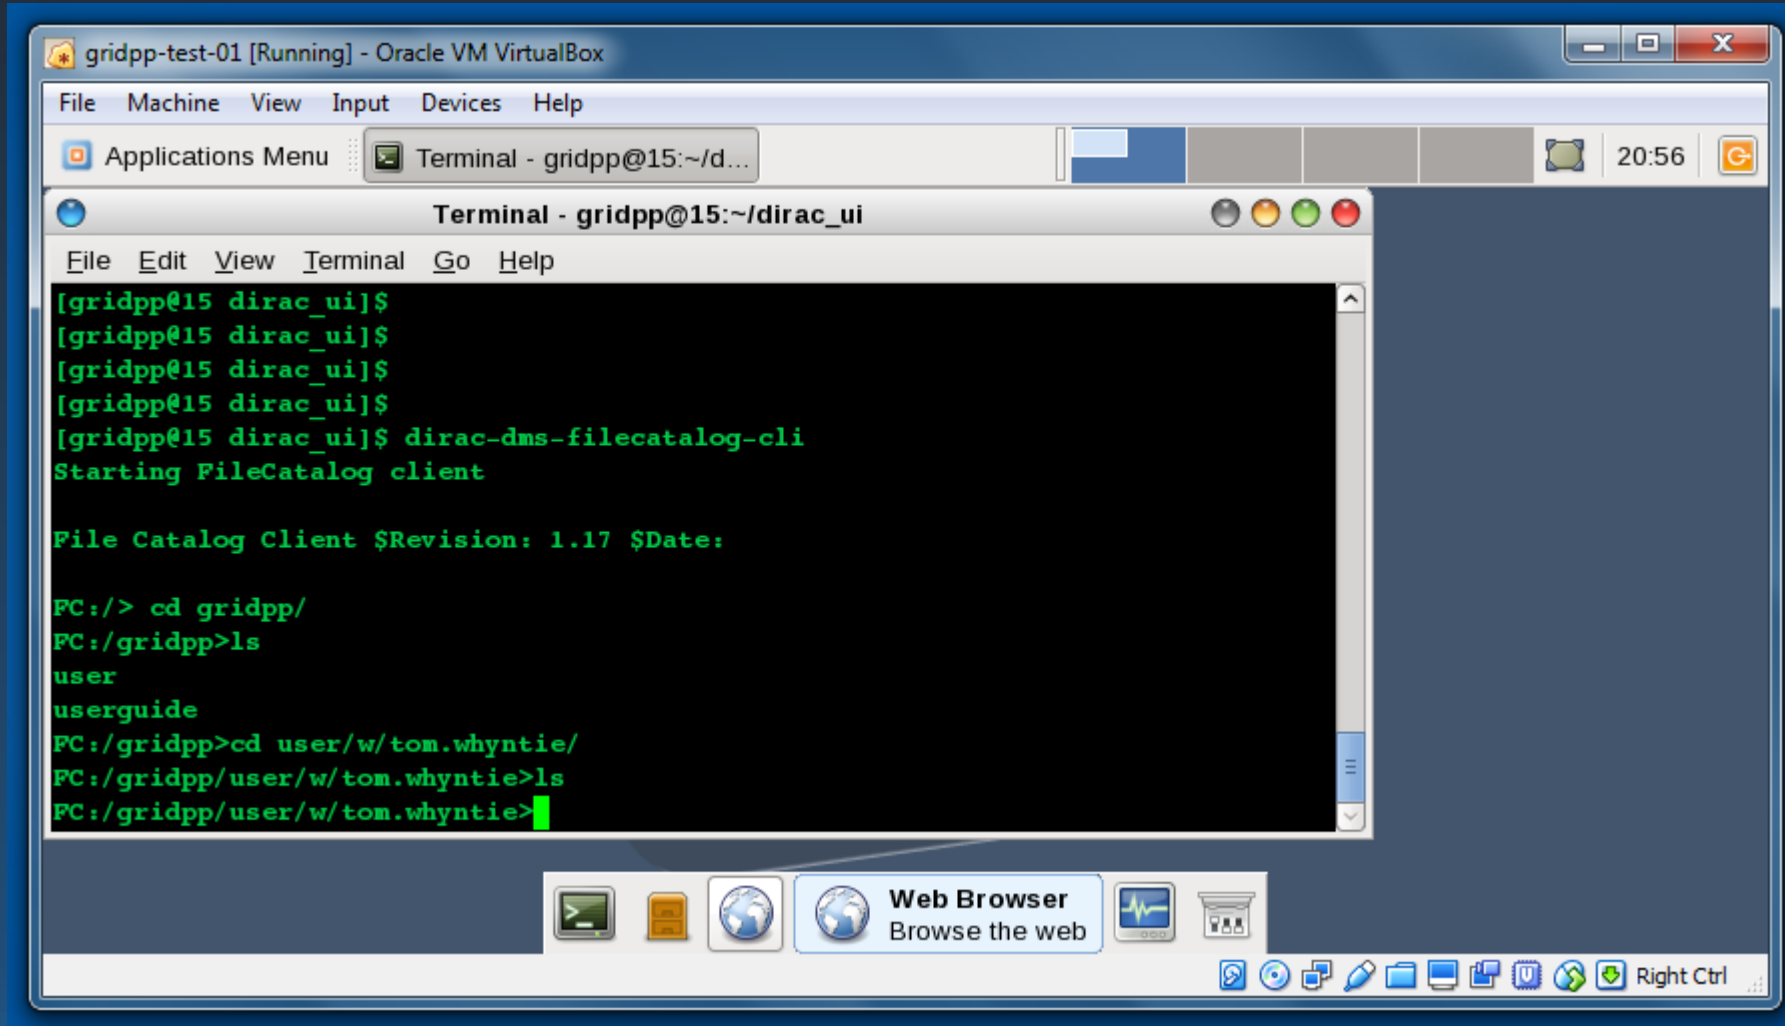 gridpp-test-01 [Running] - Oracle VM VirtualBox
File Machine View Input Devices Help
Applications Menu Terminal - gridpp@15:~/d... 20:56
Terminal - gridpp@15:~/dirac_ui
File Edit View Terminal Go Help
[gridpp@15 dirac_ui]$
[gridpp@15 dirac_ui]$
[gridpp@15 dirac_ui]$
[gridpp@15 dirac_ui]$
[gridpp@15 dirac_ui]$ dirac-dms-filecatalog-cli
Starting FileCatalog client
File Catalog Client $Revision: 1.17 $Date:
FC:/> cd gridpp/
FC:/gridpp>ls
user
userguide
FC:/gridpp>cd user/w/tom.whyntie/
FC:/gridpp/user/w/tom.whyntie>ls
FC:/gridpp/user/w/tom.whyntie>
Web Browser
Browse the web
Right Ctrl